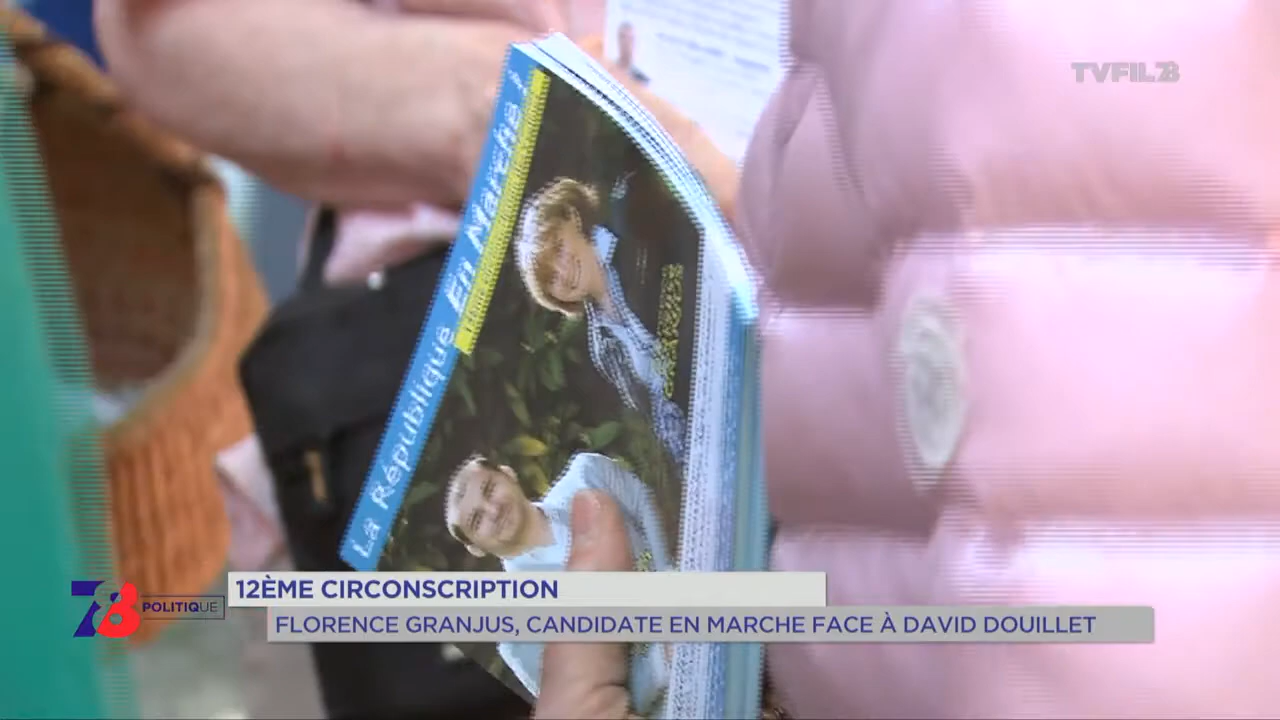 TVFIL78
La République En Marche !
12ÈME CIRCONSCRIPTION
78 POLITIQUE
FLORENCE GRANJUS, CANDIDATE EN MARCHE FACE À DAVID DOUILLET